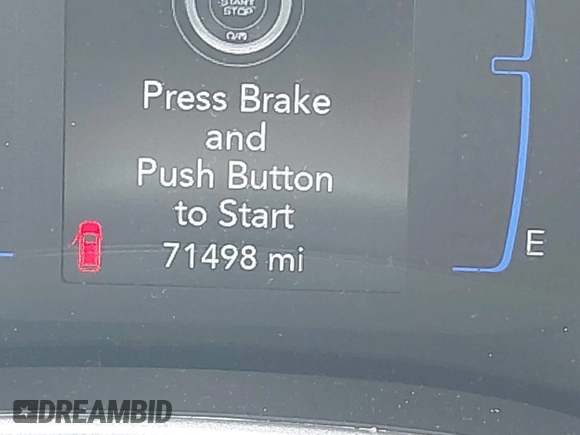 START
STOP
Press Brake
and
Push Button
to Start
71498 mi
E
DREAMBID